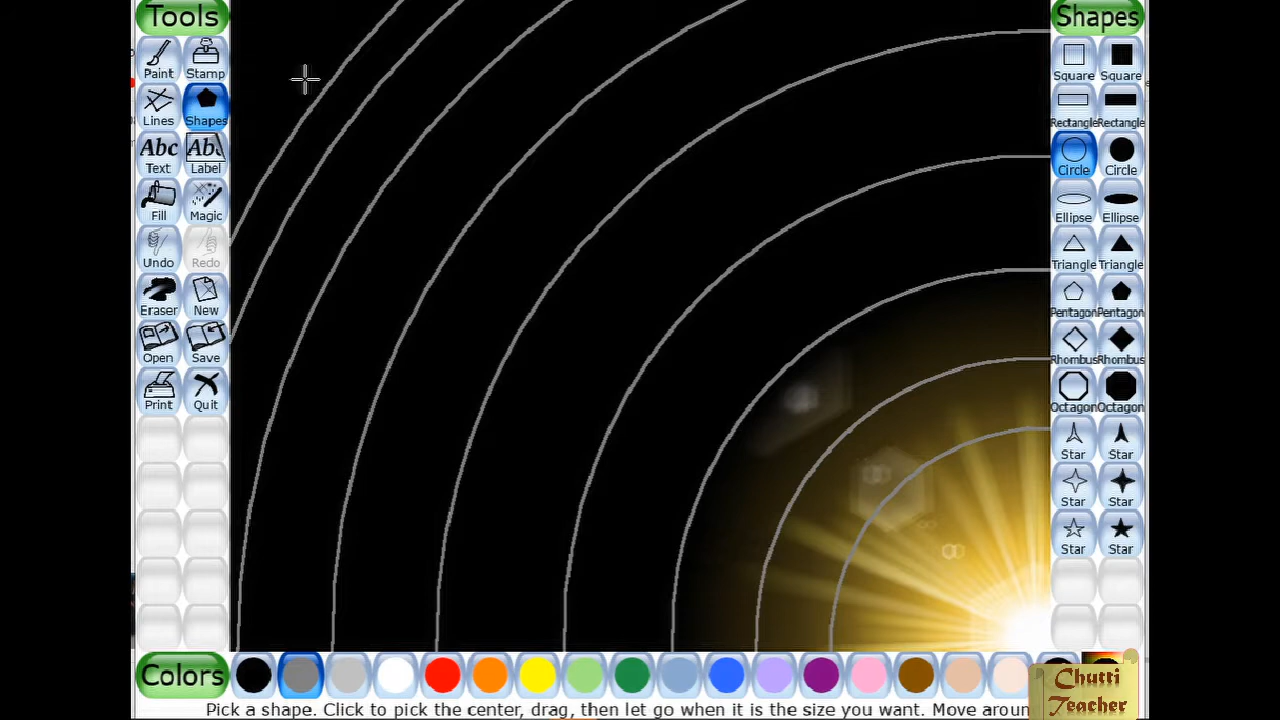 Tools
Shapes
Paint
Stamp
Square
Square
Lines
Shapes
Rectangle
Rectangle
Abc
Abc
Text
Label
Circle
Circle
Fill
Magic
Ellipse
Ellipse
Undo
Redo
Triangle
Triangle
Eraser
New
Pentagon
Pentagon
Open
Save
Rhombus
Rhombus
Print
Quit
Octagon
Octagon
Star
Star
Star
Star
Star
Star
Colors
Chutti
Teacher
Pick a shape. Click to pick the center, drag, then let go when it is the size you want. Move aroun